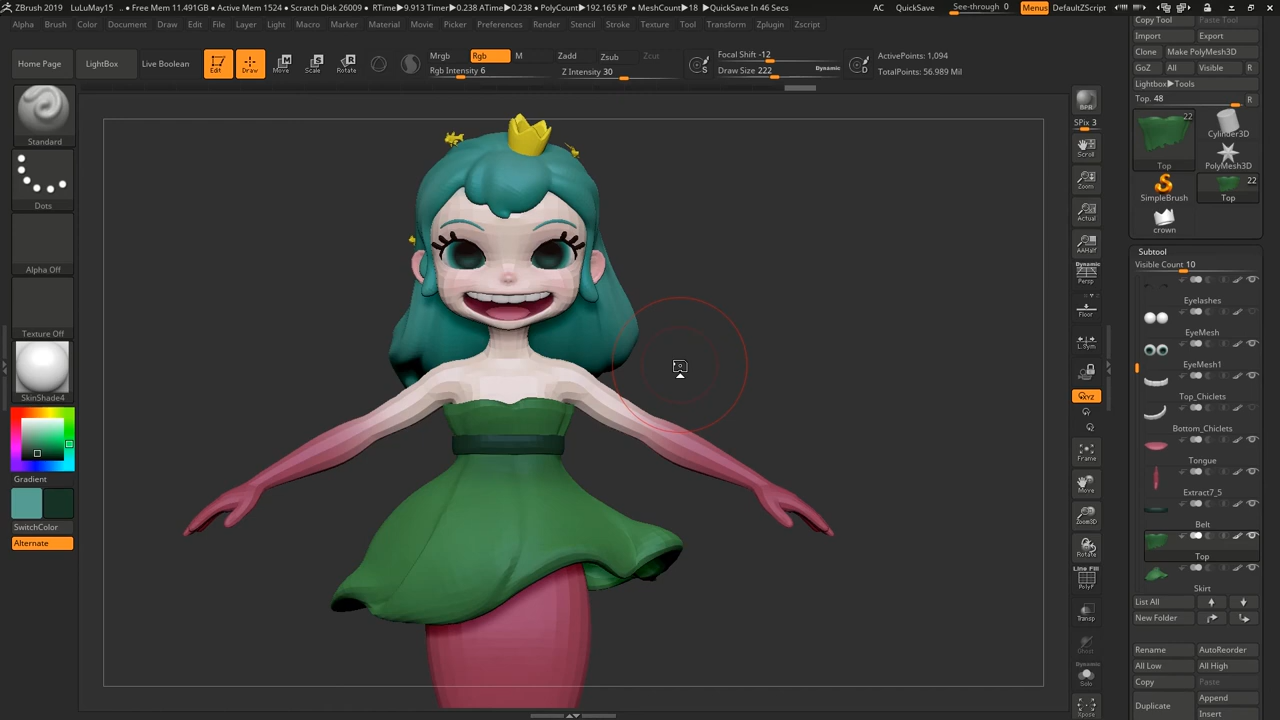 ZBrush 2019 - LuLuMay15 .. • Free Mem 11.491GB • Active Mem 1524 • Scratch Disk 26009 • RTime▶9.913 Timer▶0.238 ATime▶0.238 • PolyCount▶192.165 KP • MeshCount▶18 • QuickSave In 46 Secs AC QuickSave See-through 0 Menus DefaultZScript
Alpha Brush Color Document Draw Edit File Layer Light Macro Marker Material Movie Picker Preferences Render Stencil Stroke Texture Tool Transform Zplugin Zscript
Home Page LightBox Live Boolean Edit Draw Move Scale Rotate
Mrgb Rgb M Zadd Zsub Zcut
Rgb Intensity 6 Z Intensity 30
Focal Shift -12
Draw Size 222 Dynamic
ActivePoints: 1,094
TotalPoints: 56.989 Mil
Standard
Dots
Alpha Off
Texture Off
SkinShade4
Gradient
SwitchColor
Alternate
BPR
SPix 3
Scroll
Zoom
Actual
AAHalf
Dynamic
Persp
Floor
L.Sym
XYZ
Frame
Move
Zoom3D
Rotate
Line Fill
PolyF
Transp
Ghost
Dynamic
Solo
Xpose
Copy Tool Paste Tool
Import Export
Clone Make PolyMesh3D
GoZ All Visible R
Lightbox▶Tools
Top. 48 R
22
Cylinder3D
Top PolyMesh3D
22
SimpleBrush Top
crown
Subtool
Visible Count 10
Eyelashes
EyeMesh
EyeMesh1
Top_Chiclets
Bottom_Chiclets
Tongue
Extract7_5
Belt
Top
Skirt
List All
New Folder
Rename AutoReorder
All Low All High
Copy Paste
Duplicate Append
Insert